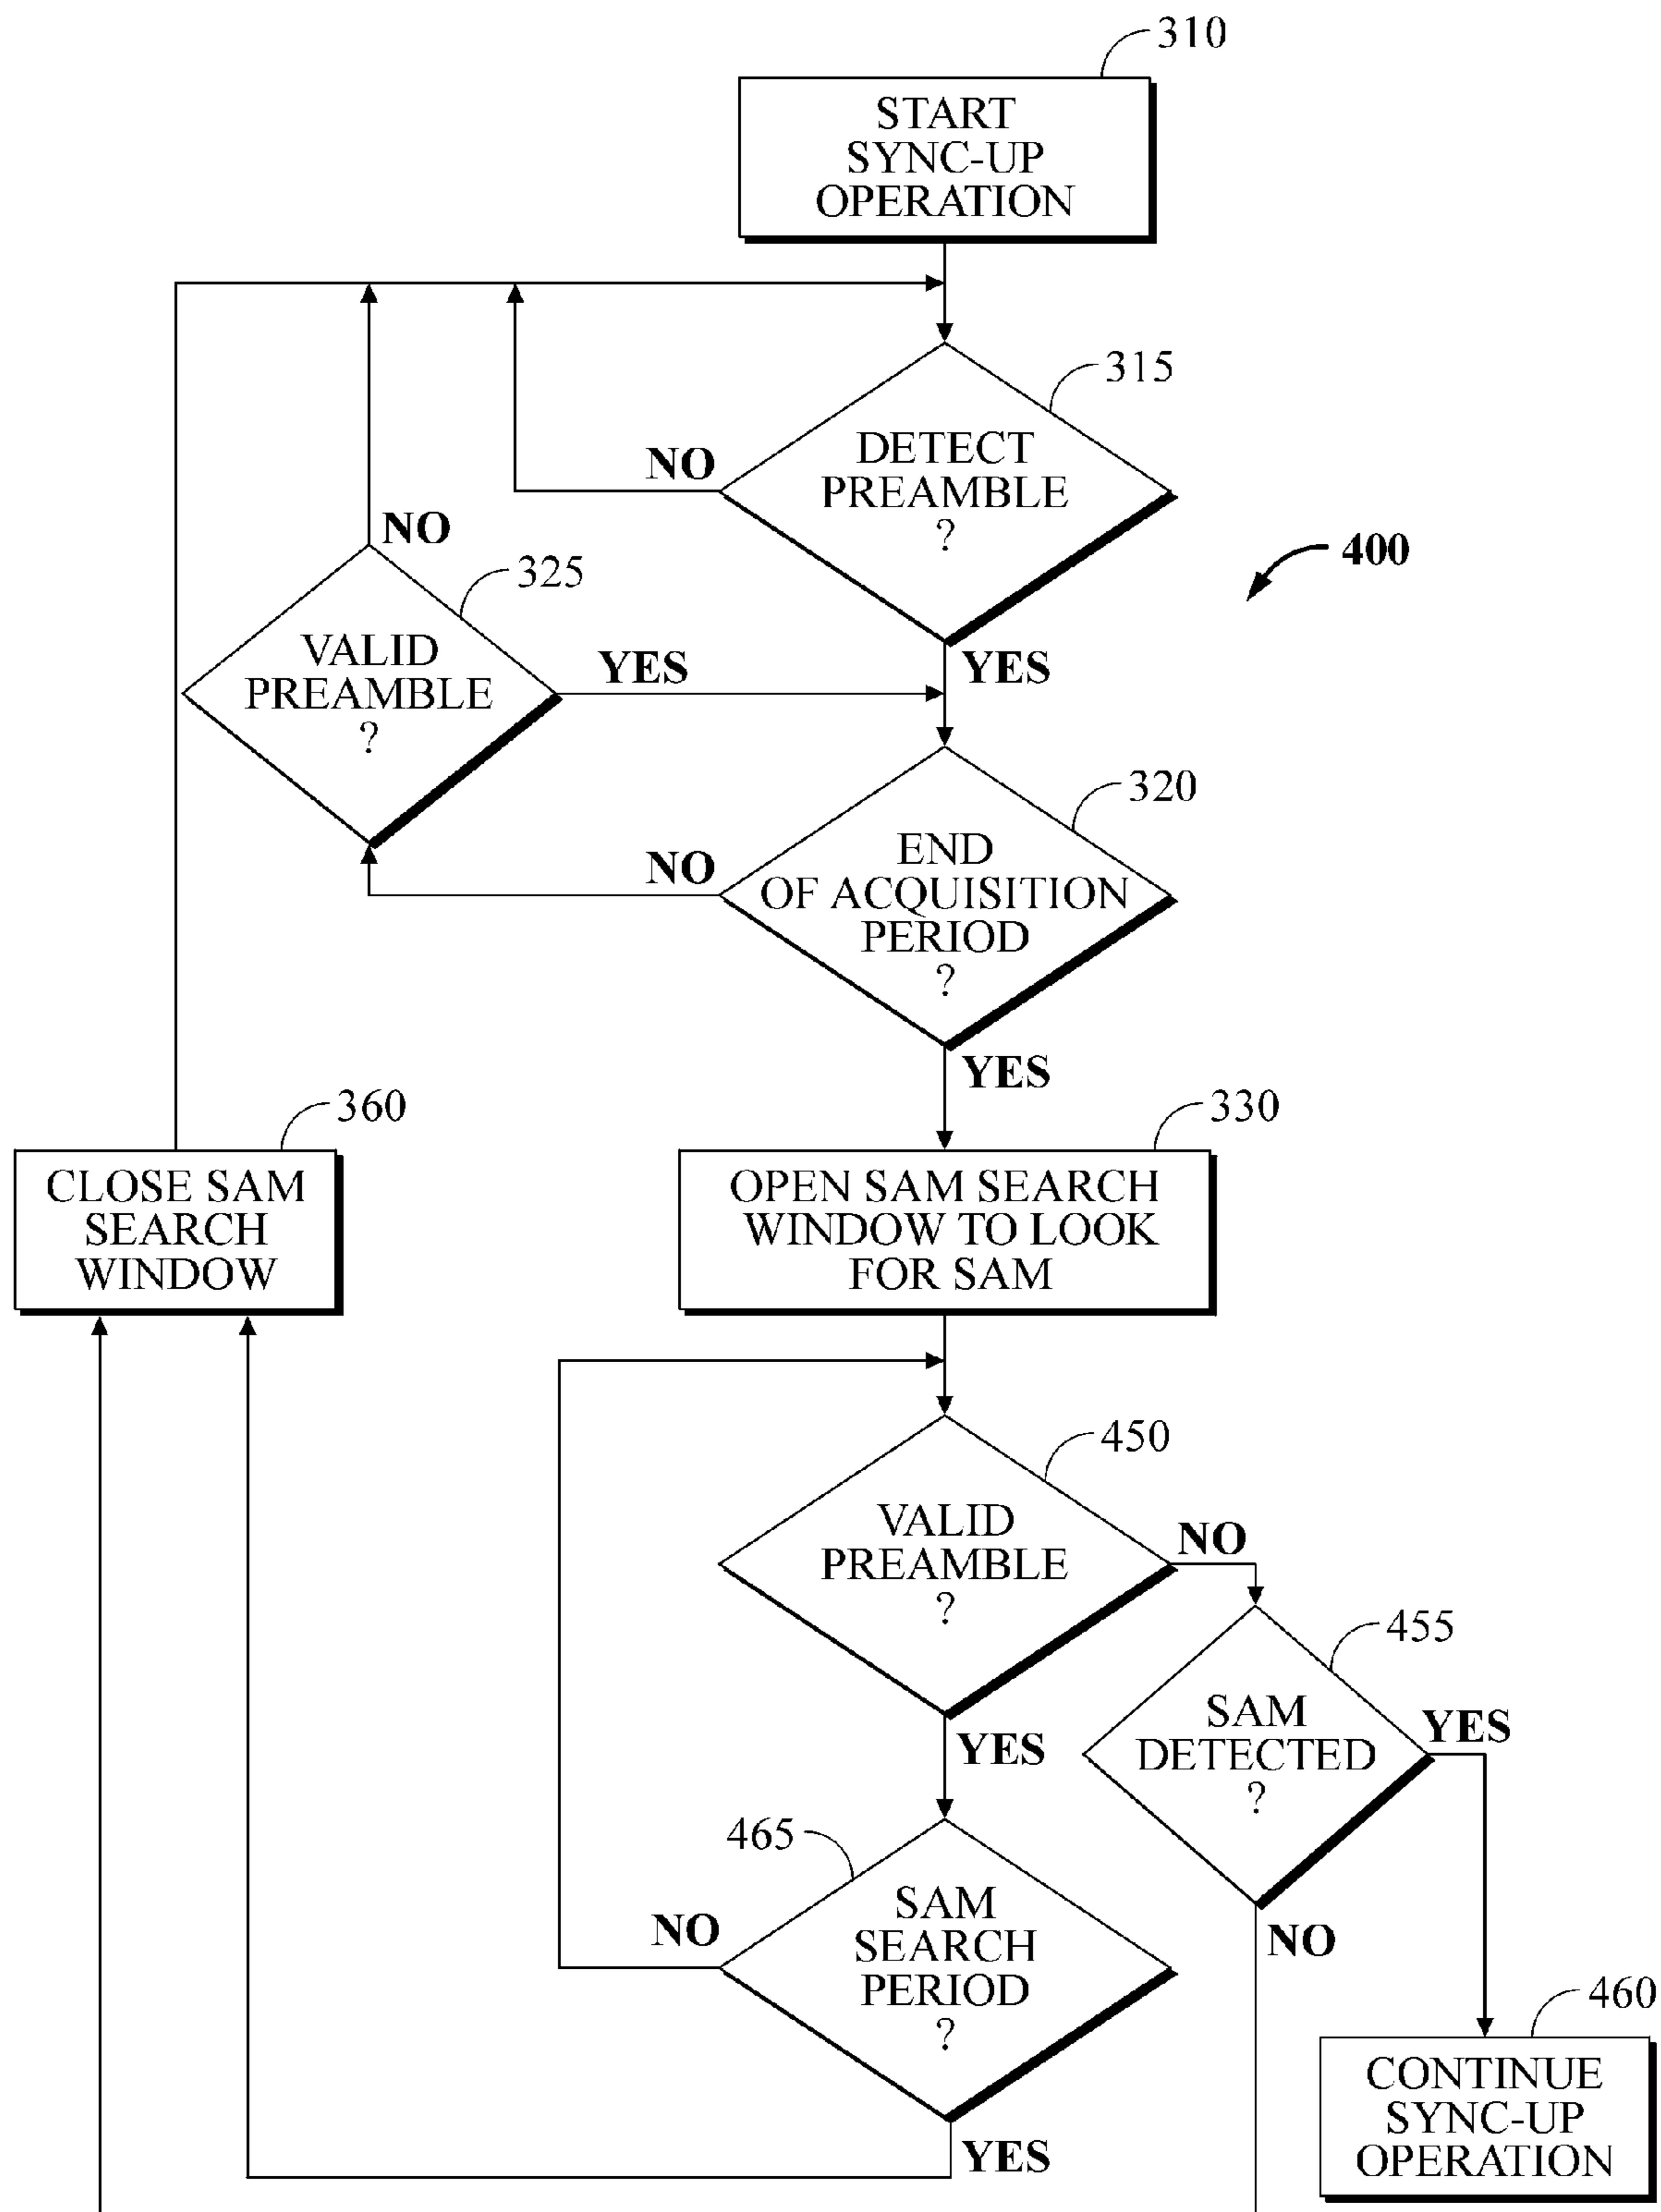 310
START
SYNC-UP
OPERATION
315
DETECT
PREAMBLE
?
NO
YES
400
NO
325
VALID
PREAMBLE
?
YES
320
END
OF ACQUISITION
PERIOD
?
NO
YES
360
CLOSE SAM
SEARCH
WINDOW
330
OPEN SAM SEARCH
WINDOW TO LOOK
FOR SAM
450
VALID
PREAMBLE
?
NO
YES
455
SAM
DETECTED
?
YES
NO
465
SAM
SEARCH
PERIOD
?
NO
YES
460
CONTINUE
SYNC-UP
OPERATION